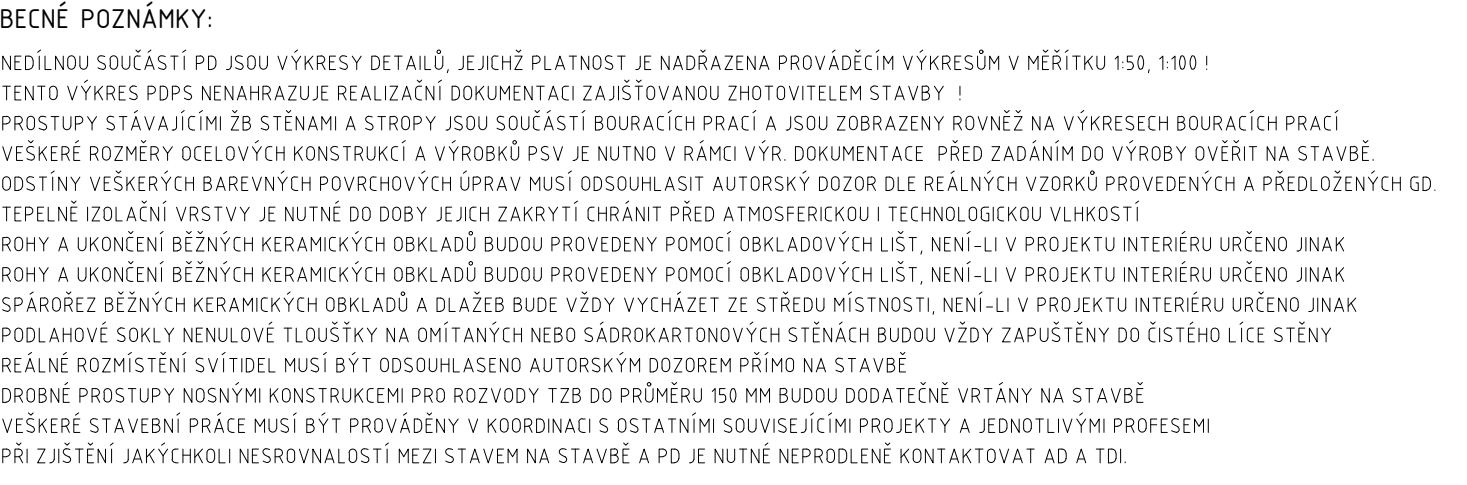 BECNÉ POZNÁMKY:
NEDÍLNOU SOUČÁSTÍ PD JSOU VÝKRESY DETAILŮ, JEJICHŽ PLATNOST JE NADŘAZENA PROVÁDĚCÍM VÝKRESŮM V MĚŘÍTKU 1:50, 1:100 !
TENTO VÝKRES PDPS NENAHRAZUJE REALIZAČNÍ DOKUMENTACI ZAJIŠŤOVANOU ZHOTOVITELEM STAVBY !
PROSTUPY STÁVAJÍCÍMI ŽB STĚNAMI A STROPY JSOU SOUČÁSTÍ BOURACÍCH PRACÍ A JSOU ZOBRAZENY ROVNĚŽ NA VÝKRESECH BOURACÍCH PRACÍ
VEŠKERÉ ROZMĚRY OCELOVÝCH KONSTRUKCÍ A VÝROBKŮ PSV JE NUTNO V RÁMCI VÝR. DOKUMENTACE PŘED ZADÁNÍM DO VÝROBY OVĚŘIT NA STAVBĚ.
ODSTÍNY VEŠKERÝCH BAREVNÝCH POVRCHOVÝCH ÚPRAV MUSÍ ODSOUHLASIT AUTORSKÝ DOZOR DLE REÁLNÝCH VZORKŮ PROVEDENÝCH A PŘEDLOŽENÝCH GD.
TEPELNĚ IZOLAČNÍ VRSTVY JE NUTNÉ DO DOBY JEJICH ZAKRYTÍ CHRÁNIT PŘED ATMOSFERICKOU I TECHNOLOGICKOU VLHKOSTÍ
ROHY A UKONČENÍ BĚŽNÝCH KERAMICKÝCH OBKLADŮ BUDOU PROVEDENY POMOCÍ OBKLADOVÝCH LIŠT, NENÍ-LI V PROJEKTU INTERIÉRU URČENO JINAK
ROHY A UKONČENÍ BĚŽNÝCH KERAMICKÝCH OBKLADŮ BUDOU PROVEDENY POMOCÍ OBKLADOVÝCH LIŠT, NENÍ-LI V PROJEKTU INTERIÉRU URČENO JINAK
SPÁROŘEZ BĚŽNÝCH KERAMICKÝCH OBKLADŮ A DLAŽEB BUDE VŽDY VYCHÁZET ZE STŘEDU MÍSTNOSTI, NENÍ-LI V PROJEKTU INTERIÉRU URČENO JINAK
PODLAHOVÉ SOKLY NENULOVÉ TLOUŠŤKY NA OMÍTANÝCH NEBO SÁDROKARTONOVÝCH STĚNÁCH BUDOU VŽDY ZAPUŠTĚNY DO ČISTÉHO LÍCE STĚNY
REÁLNÉ ROZMÍSTĚNÍ SVÍTIDEL MUSÍ BÝT ODSOUHLASENO AUTORSKÝM DOZOREM PŘÍMO NA STAVBĚ
DROBNÉ PROSTUPY NOSNÝMI KONSTRUKCEMI PRO ROZVODY TZB DO PRŮMĚRU 150 MM BUDOU DODATEČNĚ VRTÁNY NA STAVBĚ
VEŠKERÉ STAVEBNÍ PRÁCE MUSÍ BÝT PROVÁDĚNY V KOORDINACI S OSTATNÍMI SOUVISEJÍCÍMI PROJEKTY A JEDNOTLIVÝMI PROFESEMI
PŘI ZJIŠTĚNÍ JAKÝCHKOLI NESROVNALOSTÍ MEZI STAVEM NA STAVBĚ A PD JE NUTNÉ NEPRODLENĚ KONTAKTOVAT AD A TDI.